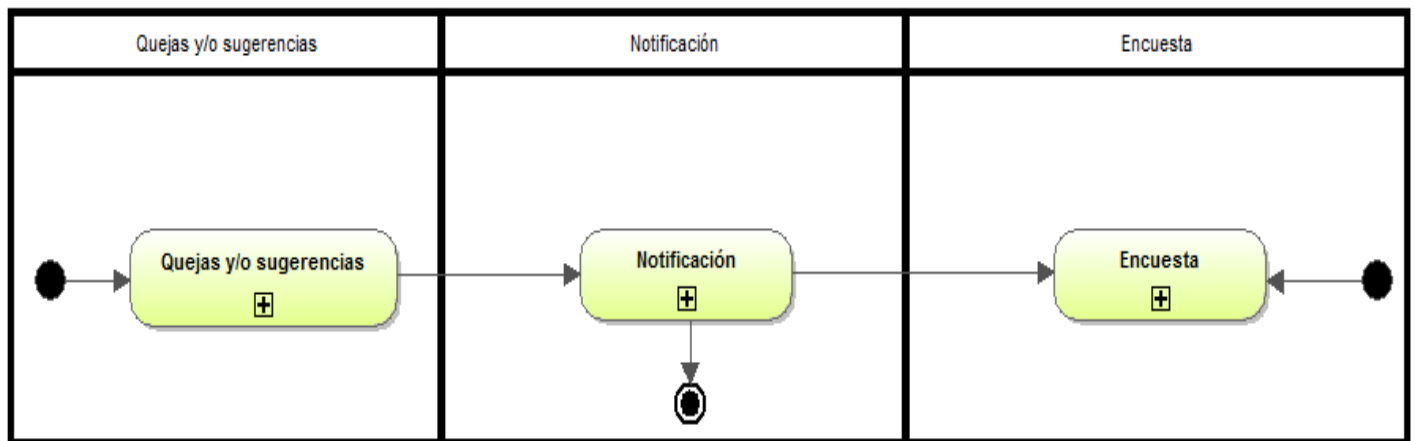 Quejas y/o sugerencias
Notificación
Encuesta
Quejas y/o sugerencias
Notificación
Encuesta